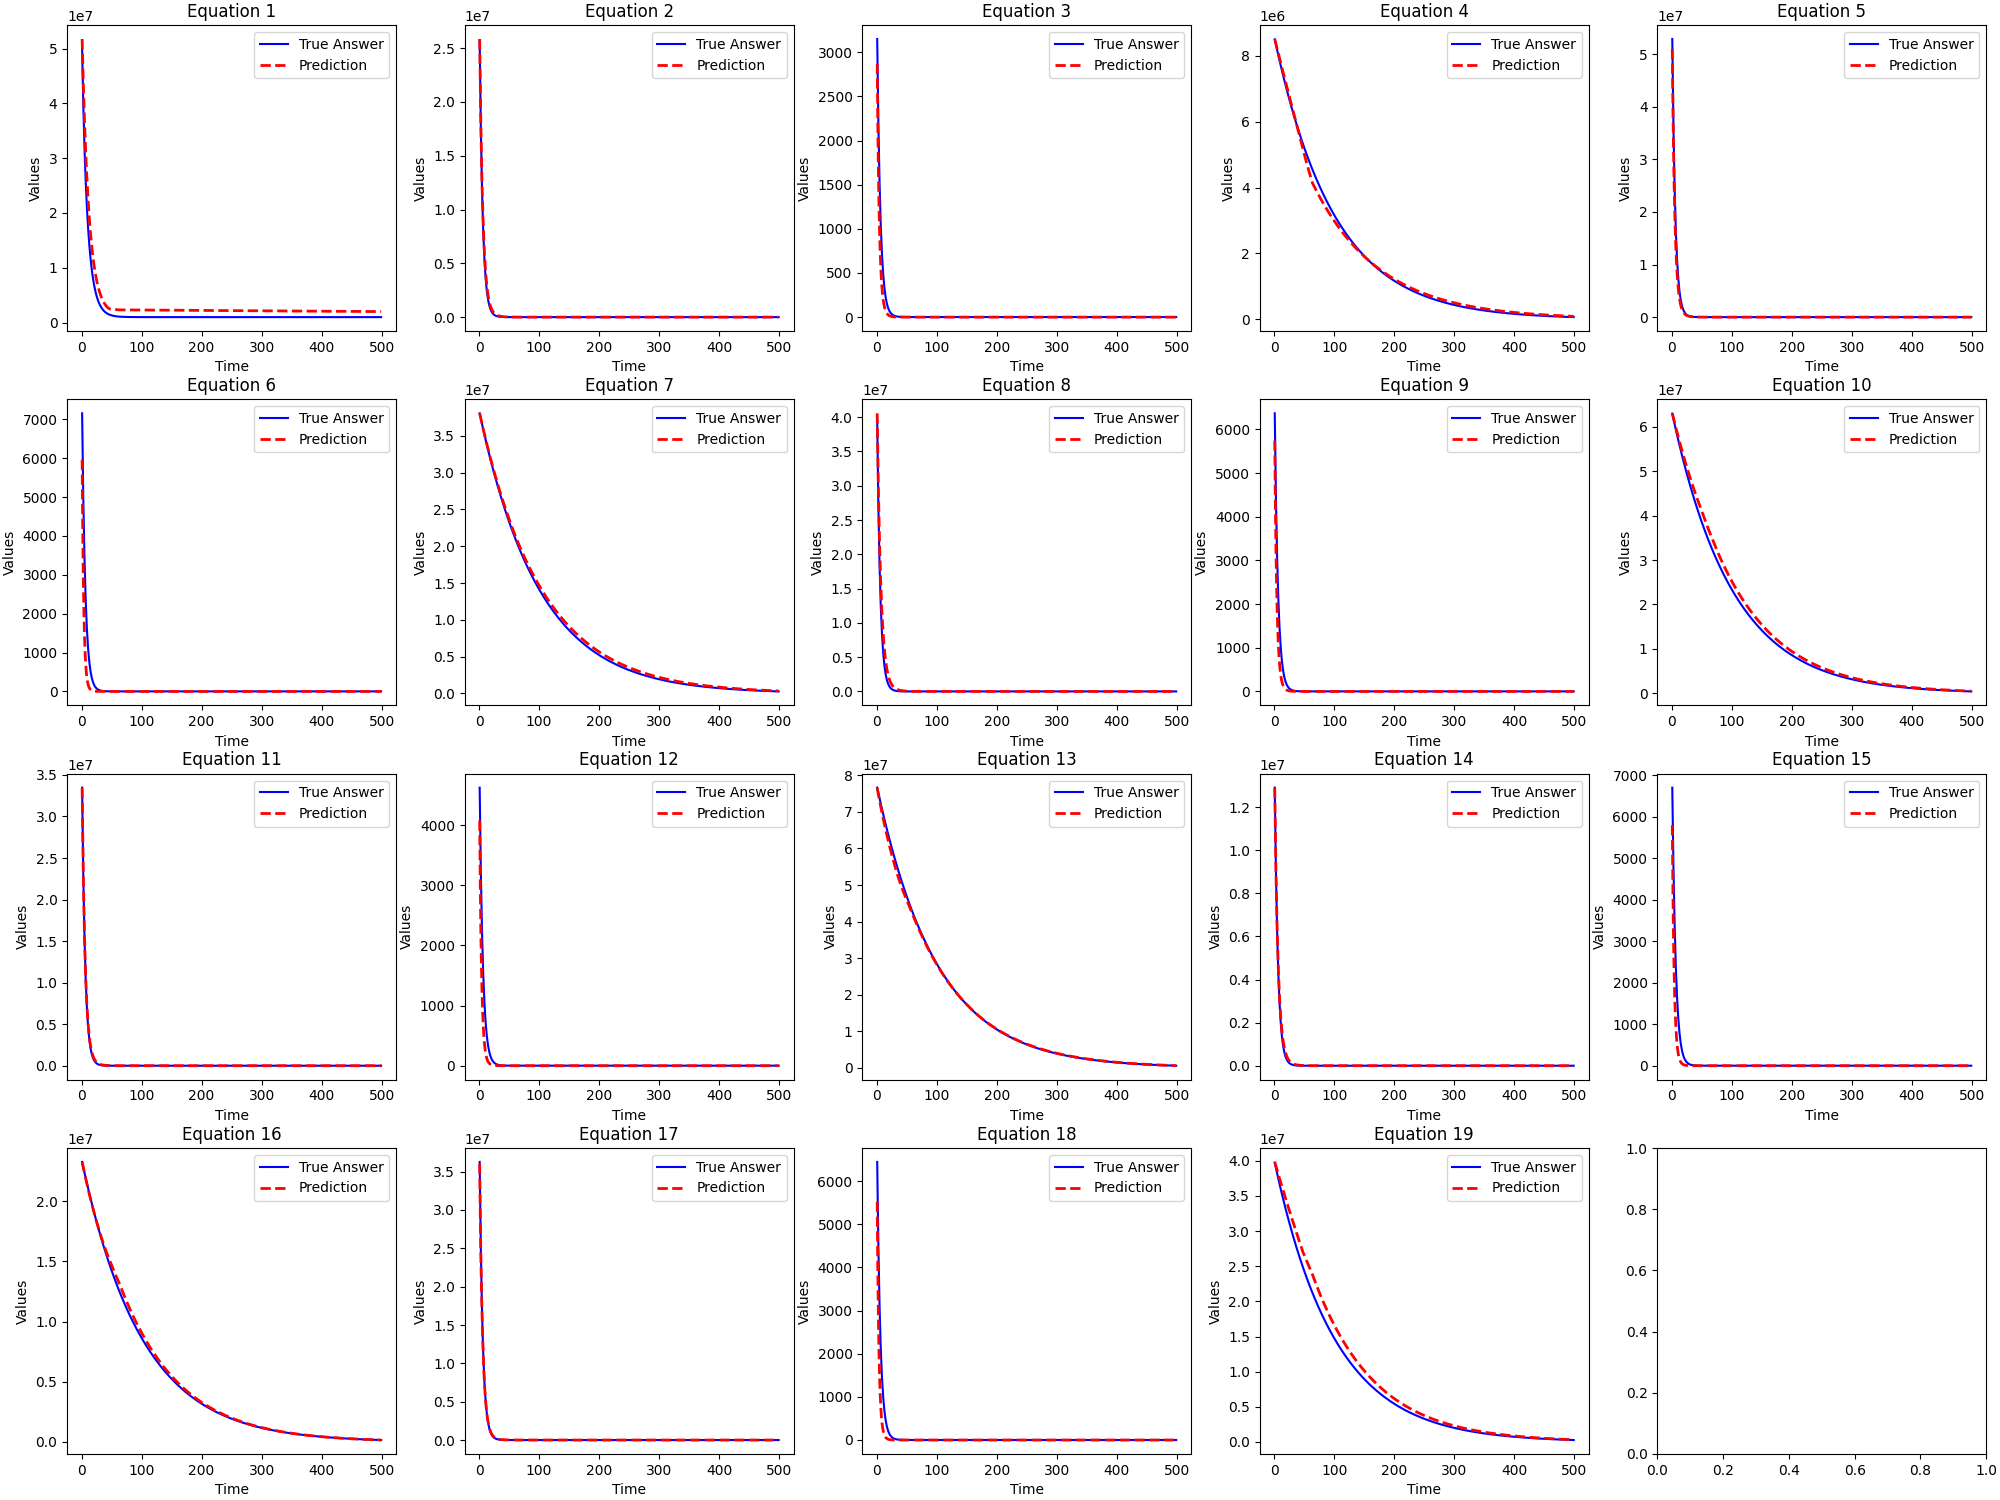 Equation 1
1e7
True Answer
Prediction
Values
5
4
3
2
1
0
0 100 200 300 400 500
Time
Equation 2
1e7
True Answer
Prediction
Values
2.5
2.0
1.5
1.0
0.5
0.0
0 100 200 300 400 500
Time
Equation 3
True Answer
Prediction
Values
3000
2500
2000
1500
1000
500
0
0 100 200 300 400 500
Time
Equation 4
1e6
True Answer
Prediction
Values
8
6
4
2
0
0 100 200 300 400 500
Time
Equation 5
1e7
True Answer
Prediction
Values
5
4
3
2
1
0
0 100 200 300 400 500
Time
Equation 6
True Answer
Prediction
Values
7000
6000
5000
4000
3000
2000
1000
0
0 100 200 300 400 500
Time
Equation 7
1e7
True Answer
Prediction
Values
3.5
3.0
2.5
2.0
1.5
1.0
0.5
0.0
0 100 200 300 400 500
Time
Equation 8
1e7
True Answer
Prediction
Values
4.0
3.5
3.0
2.5
2.0
1.5
1.0
0.5
0.0
0 100 200 300 400 500
Time
Equation 9
True Answer
Prediction
Values
6000
5000
4000
3000
2000
1000
0
0 100 200 300 400 500
Time
Equation 10
1e7
True Answer
Prediction
Values
6
5
4
3
2
1
0
0 100 200 300 400 500
Time
Equation 11
1e7
True Answer
Prediction
Values
3.5
3.0
2.5
2.0
1.5
1.0
0.5
0.0
0 100 200 300 400 500
Time
Equation 12
True Answer
Prediction
Values
4000
3000
2000
1000
0
0 100 200 300 400 500
Time
Equation 13
1e7
True Answer
Prediction
Values
8
7
6
5
4
3
2
1
0
0 100 200 300 400 500
Time
Equation 14
1e7
True Answer
Prediction
Values
1.2
1.0
0.8
0.6
0.4
0.2
0.0
0 100 200 300 400 500
Time
Equation 15
True Answer
Prediction
Values
7000
6000
5000
4000
3000
2000
1000
0
0 100 200 300 400 500
Time
Equation 16
1e7
True Answer
Prediction
Values
2.0
1.5
1.0
0.5
0.0
0 100 200 300 400 500
Time
Equation 17
1e7
True Answer
Prediction
Values
3.5
3.0
2.5
2.0
1.5
1.0
0.5
0.0
0 100 200 300 400 500
Time
Equation 18
True Answer
Prediction
Values
6000
5000
4000
3000
2000
1000
0
0 100 200 300 400 500
Time
Equation 19
1e7
True Answer
Prediction
Values
4.0
3.5
3.0
2.5
2.0
1.5
1.0
0.5
0.0
0 100 200 300 400 500
Time
1.0
0.8
0.6
0.4
0.2
0.0
0.0 0.2 0.4 0.6 0.8 1.0